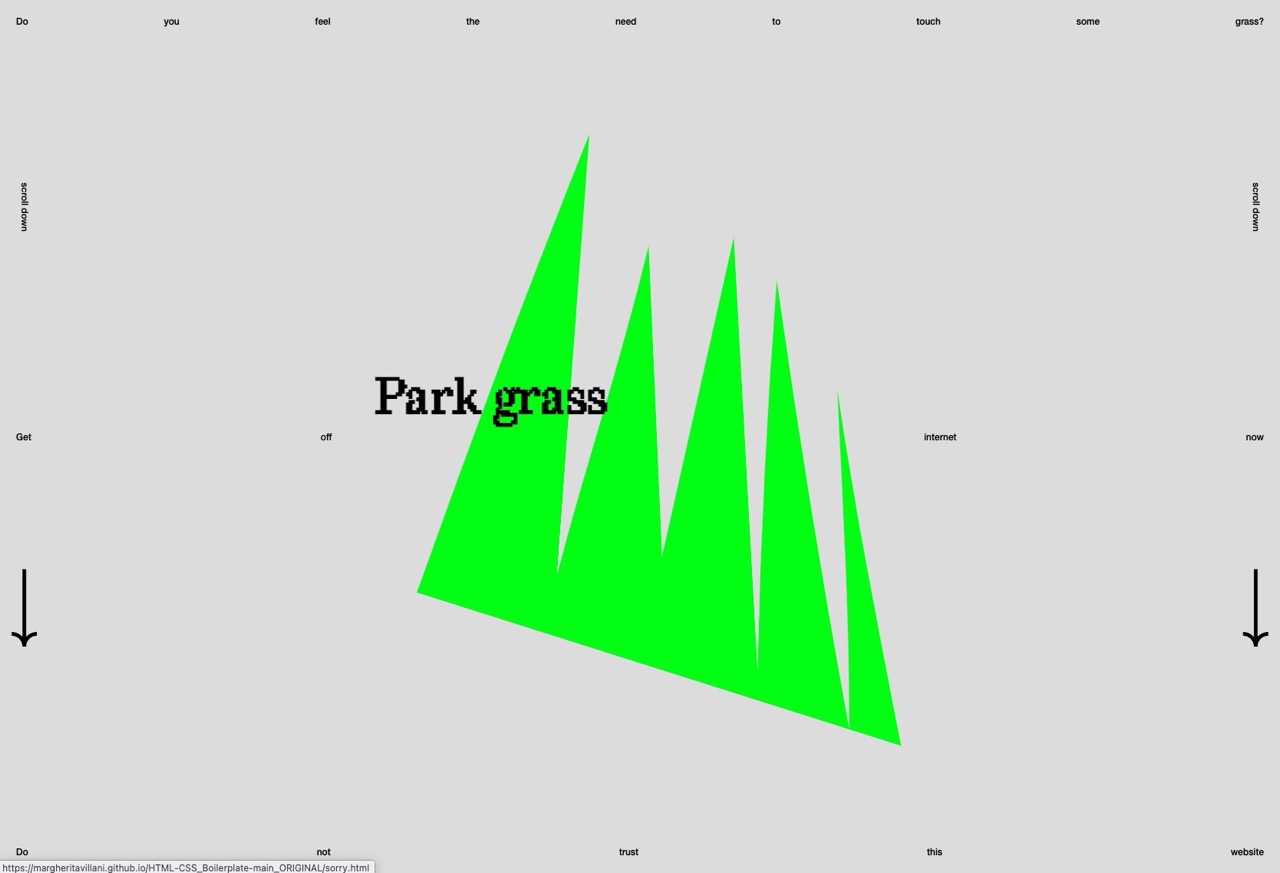 Do you feel the need to touch some grass?
scroll down
scroll down
Park grass
Get off internet now
Do not trust this website
https://margheritavillani.github.io/HTML-CSS_Boilerplate-main_ORIGINAL/sorry.html